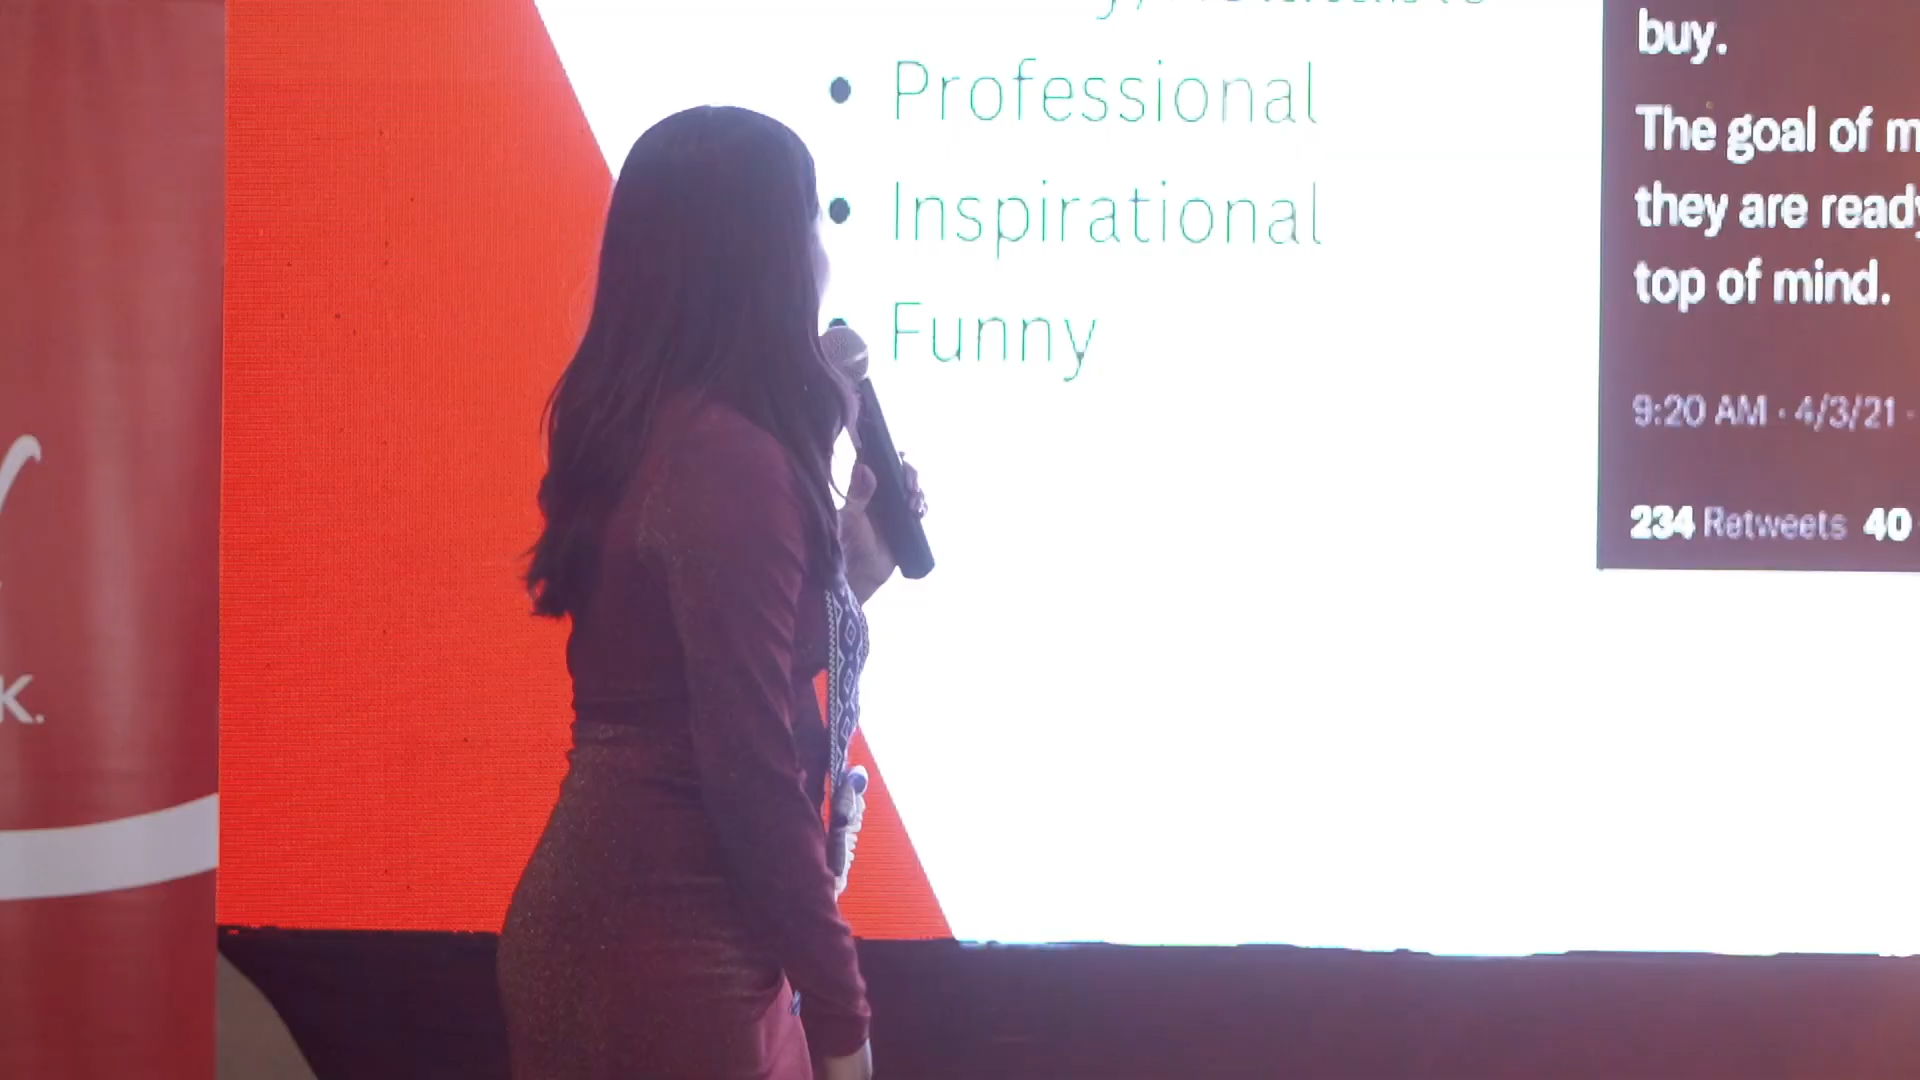 Professional
Inspirational
Funny
buy.
The goal of
they are
top of mind.
9:20 AM · 4/3/21 ·
234 Retweets 40
K.